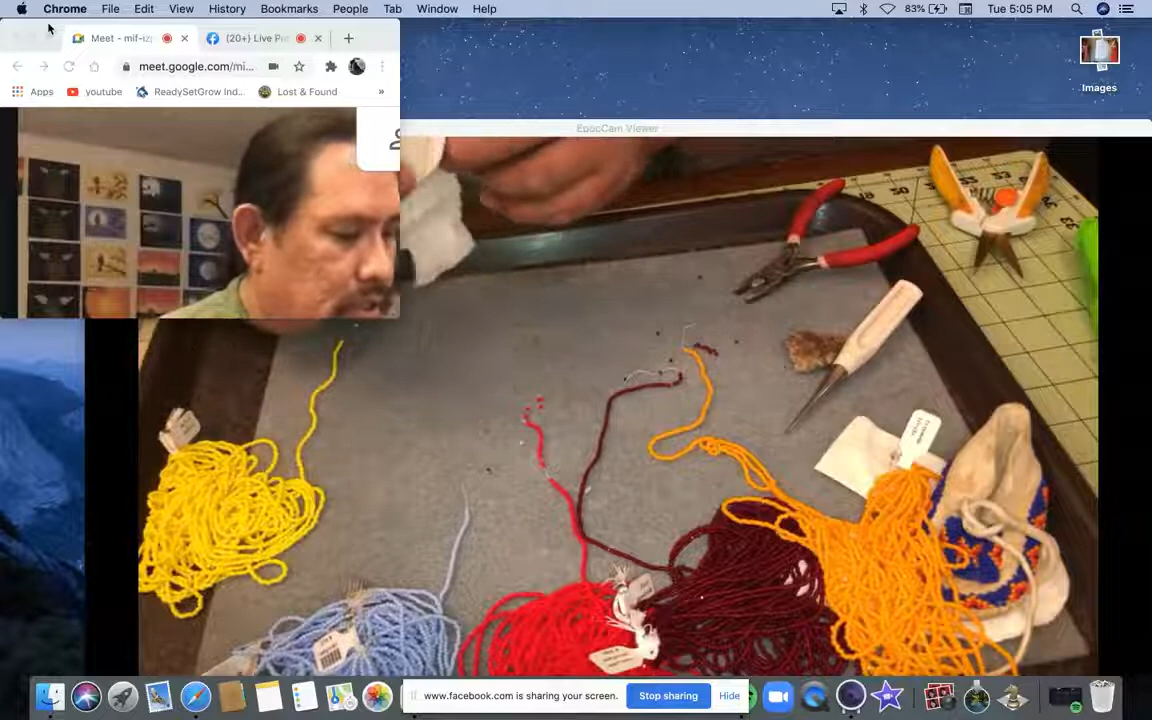 Chrome File Edit View History Bookmarks People Tab Window Help 83% Tue 5:05 PM
Meet - mif-iz (20+) Live P
meet.google.com/mi...
Apps youtube ReadySetGrow Ind... Lost & Found »
Images
EpocCam Viewer
www.facebook.com is sharing your screen. Stop sharing Hide